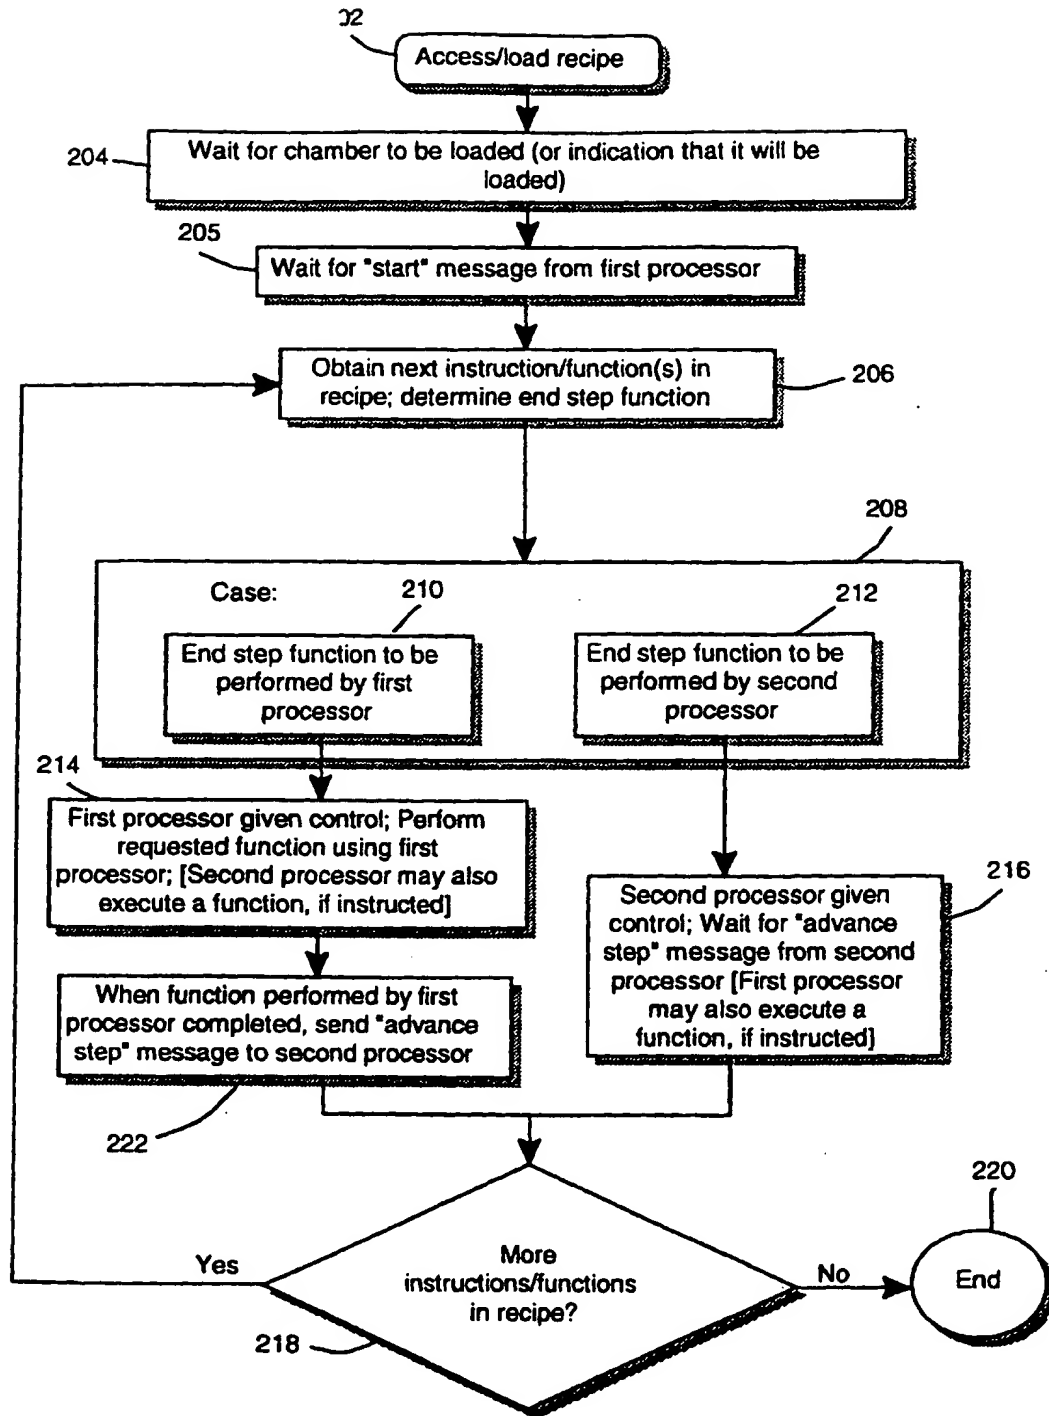 02
Access/load recipe
204
Wait for chamber to be loaded (or indication that it will be
loaded)
205
Wait for "start" message from first processor
Obtain next instruction/function(s) in
recipe; determine end step function
206
208
Case:
210
212
End step function to be
performed by first
processor
End step function to be
performed by second
processor
214
First processor given control; Perform
requested function using first
processor; [Second processor may also
execute a function, if instructed]
216
Second processor given
control; Wait for "advance
step" message from second
processor [First processor
may also execute a
function, if instructed]
When function performed by first
processor completed, send "advance
step" message to second processor
222
220
Yes
More
instructions/functions
in recipe?
No
End
218